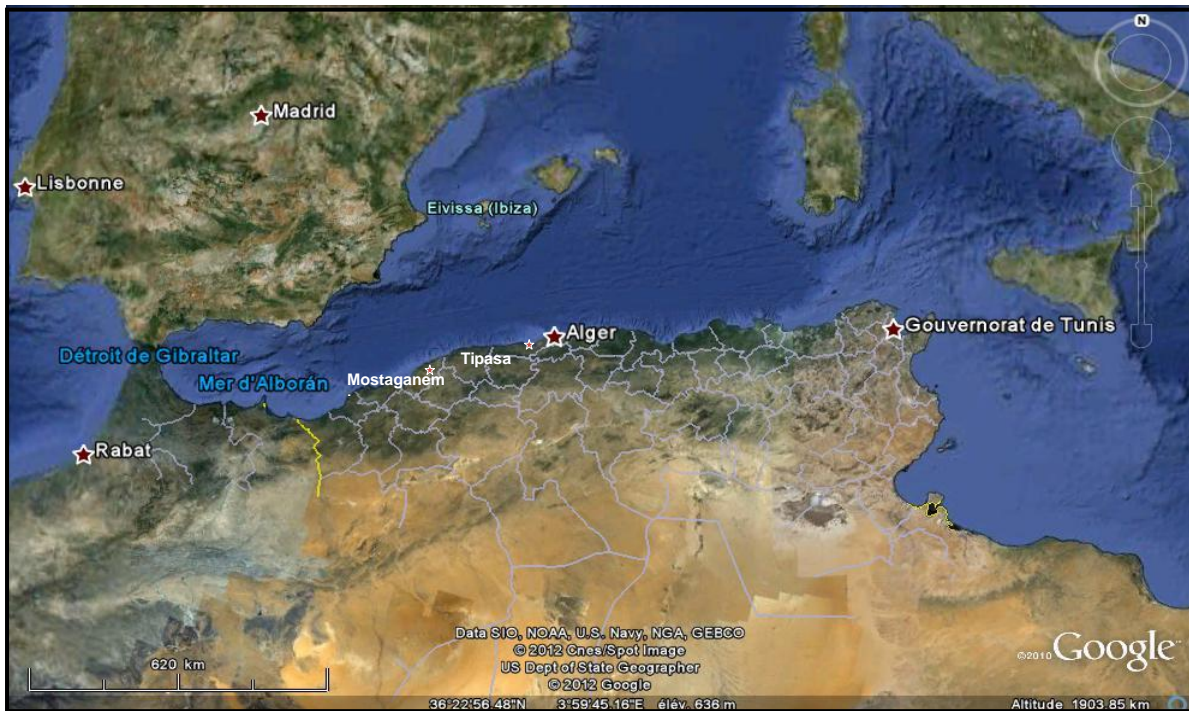 N
Madrid
Lisbonne
Eivissa (Ibiza)
Alger
Gouvernorat de Tunis
Détroit de Gibraltar
Tipasa
Mer d'Alborán
Mostaganem
Rabat
Data SIO, NOAA, U.S. Navy, NGA, GEBCO
© 2012 Cnes/Spot Image
US Dept of State Geographer
© 2012 Google
©2010 Google
620 km
36°22'56.48"N 3°59'45.16"E élév. 636 m Altitude 1903.85 km